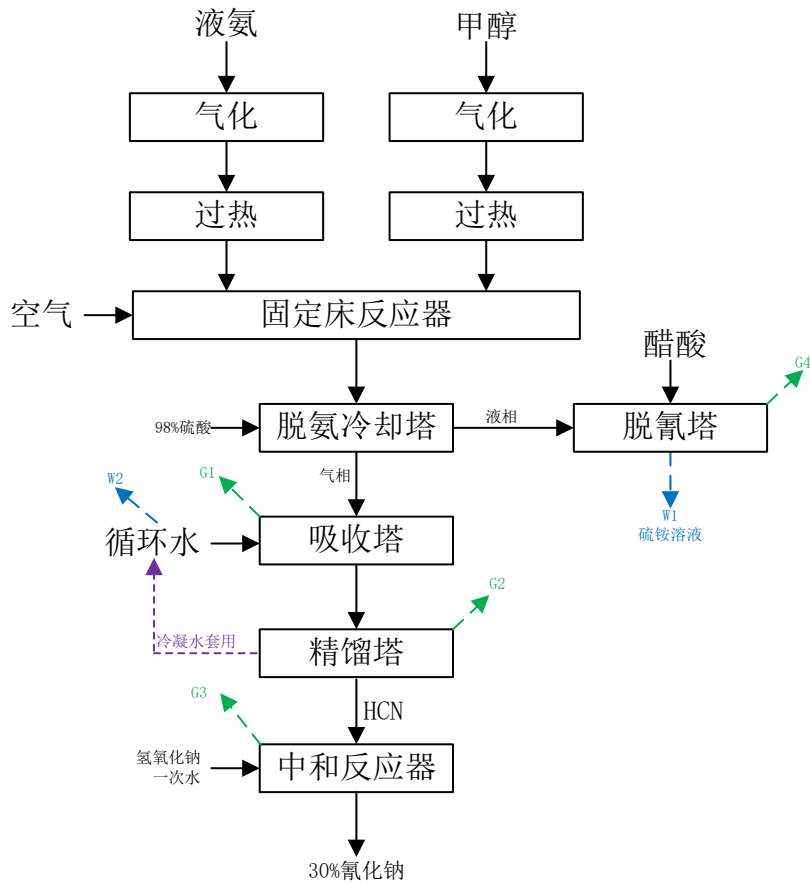 液氨
甲醇
气化
气化
过热
过热
空气
固定床反应器
醋酸
G4
98%硫酸
脱氨冷却塔
液相
脱氰塔
气相
W2
G1
W1
硫铵溶液
循环水
吸收塔
G2
冷凝水套用
精馏塔
G3
HCN
氢氧化钠
一次水
中和反应器
30%氰化钠